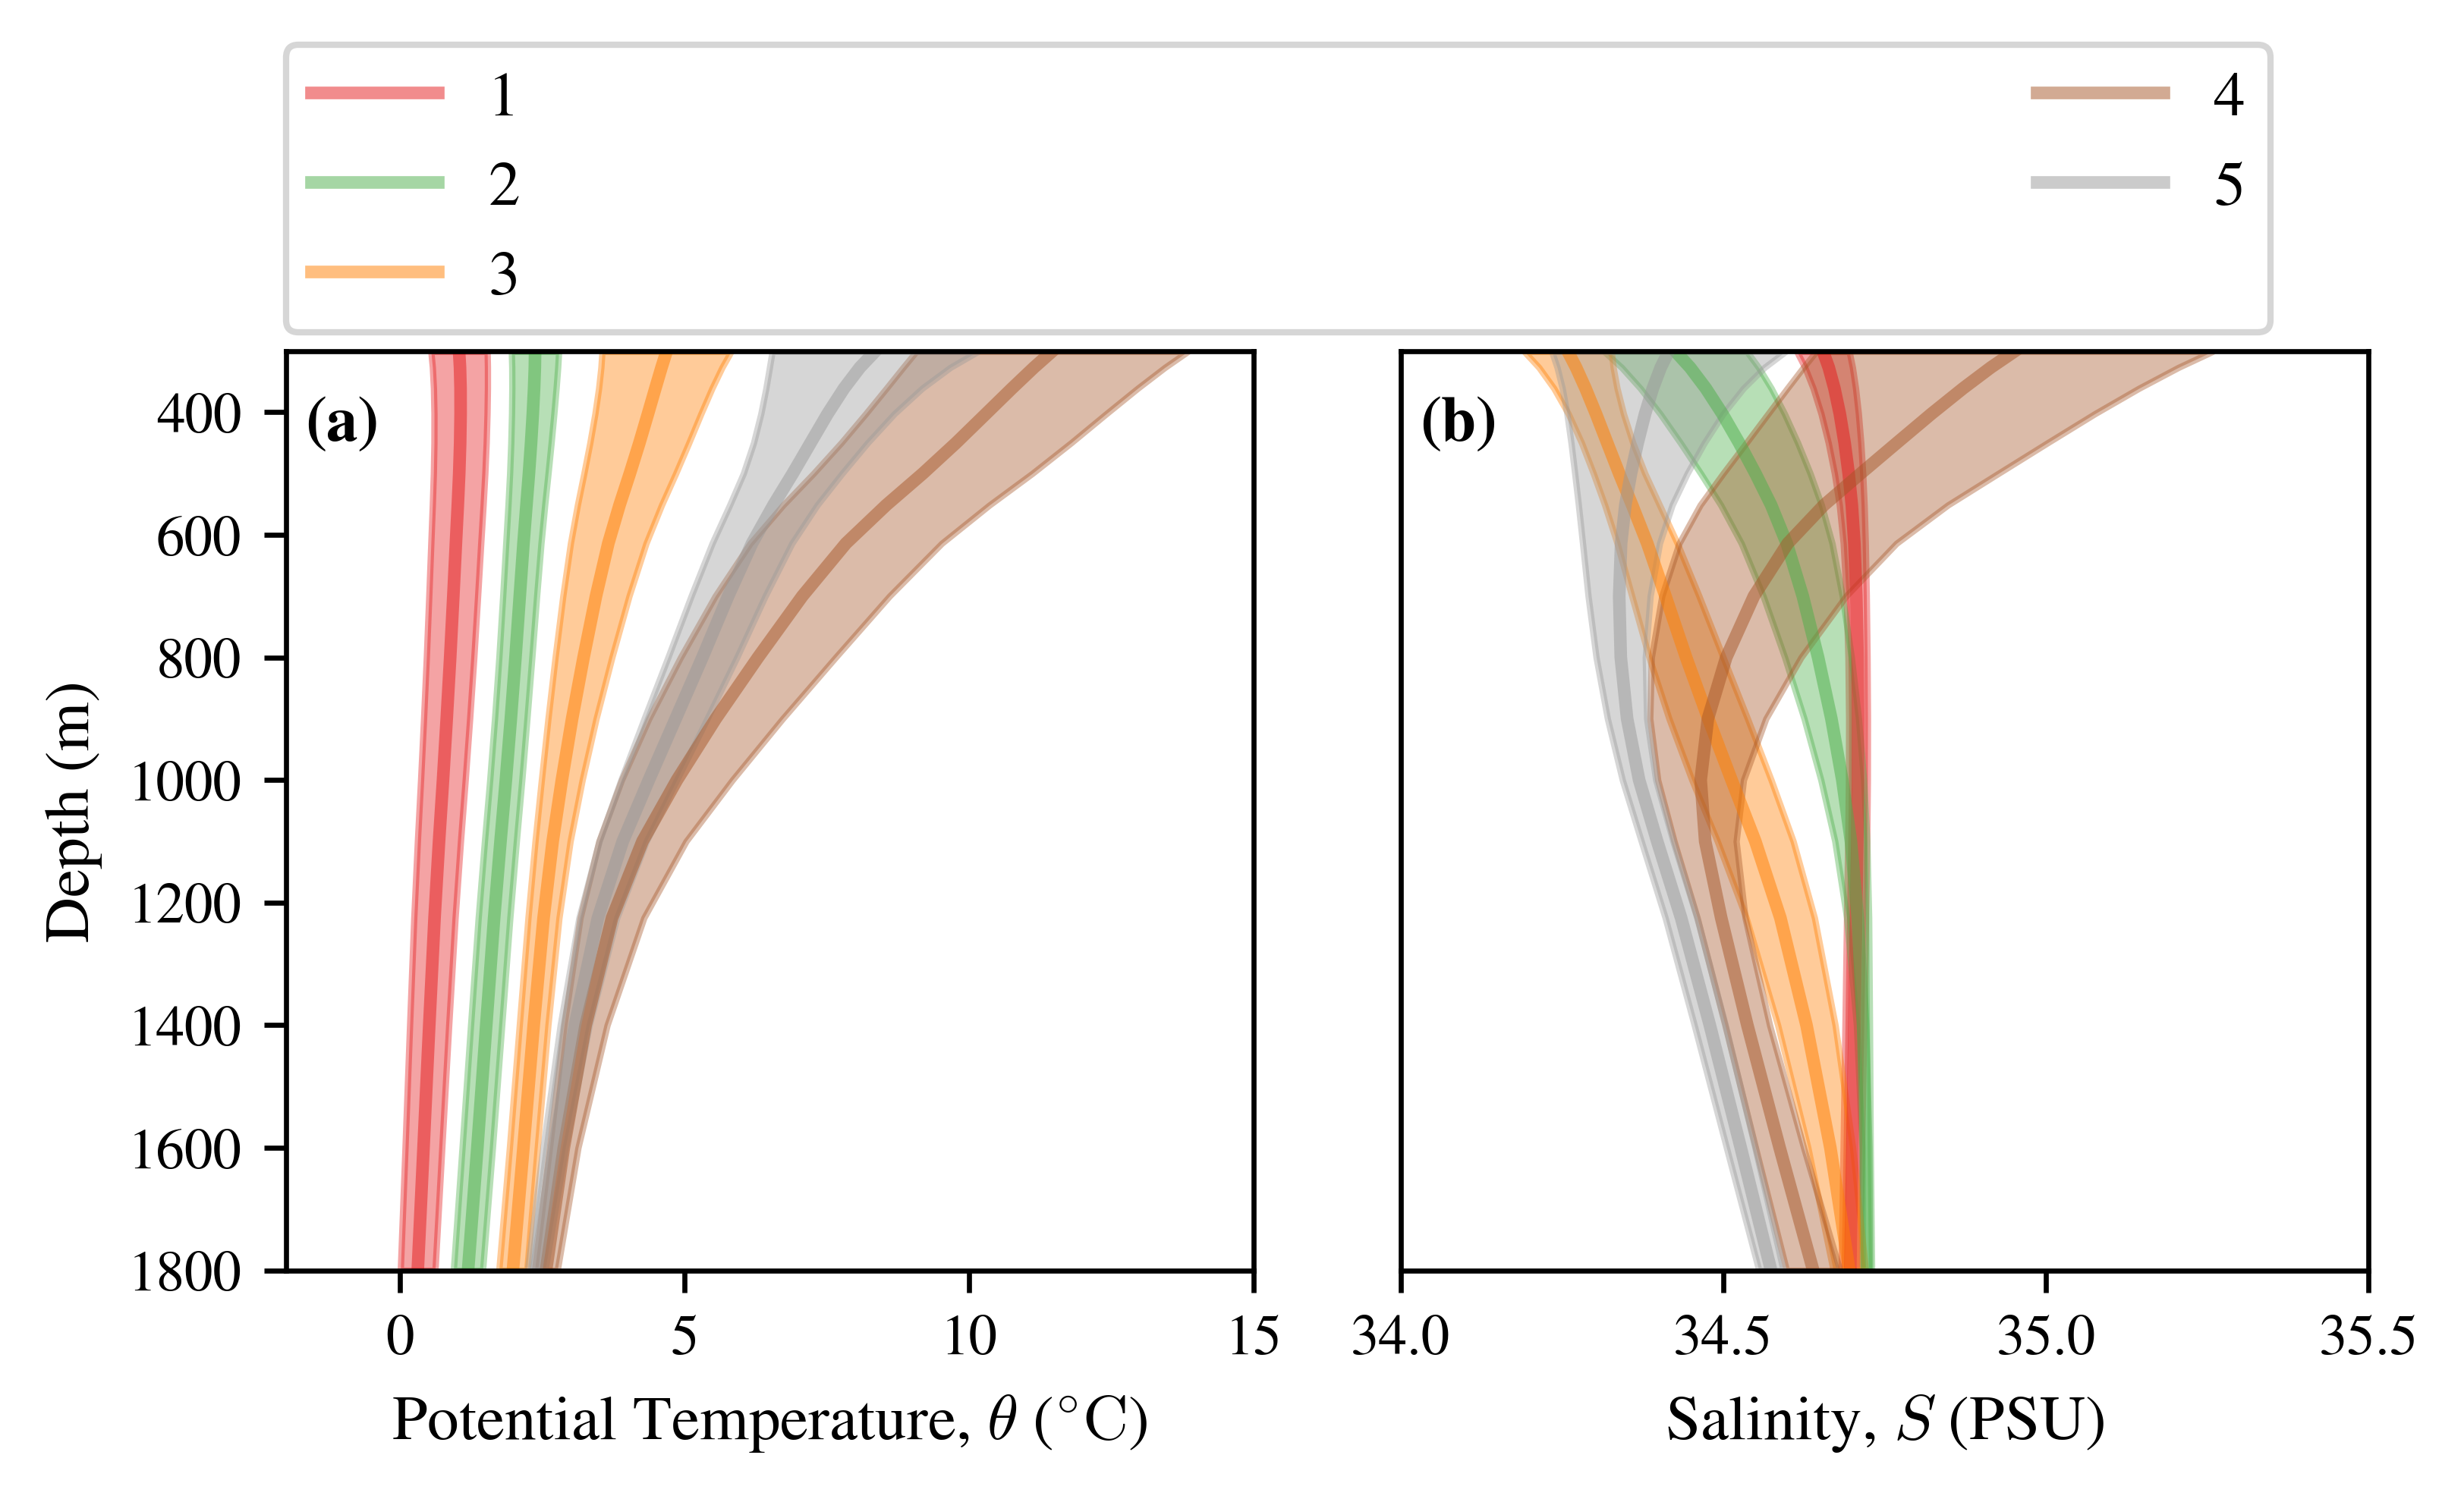 1
2
3
4
5
(a)
(b)
400
600
800
1000
1200
1400
1600
1800
Depth (m)
0 5 10 15
34.0 34.5 35.0 35.5
Potential Temperature, θ (°C)
Salinity, S (PSU)